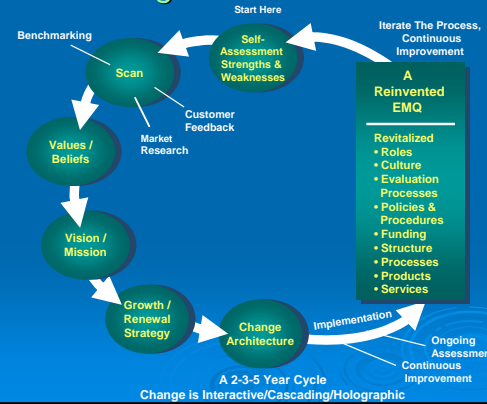 Start Here
Iterate The Process,
Continuous
Improvement
Benchmarking
Self-
Assessment
Strengths &
Weaknesses
Scan
Customer
Feedback
Market
Research
Values /
Beliefs
Vision /
Mission
Growth /
Renewal
Strategy
Change
Architecture
Implementation
Ongoing
Assessmen
Continuous
Improvement
A
Reinvented
EMQ
Revitalized
• Roles
• Culture
• Evaluation
Processes
• Policies &
Procedures
• Funding
• Structure
• Processes
• Products
• Services
A 2-3-5 Year Cycle
Change is Interactive/Cascading/Holographic